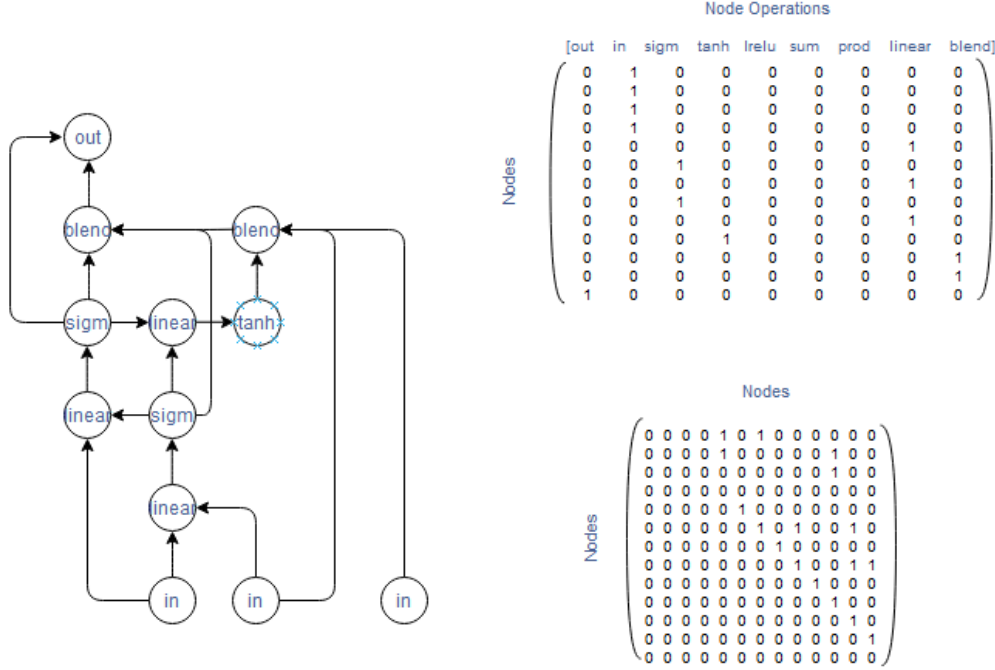 out
blend blend
sigm linear tanh
linear sigm
linear
in in in
Node Operations
[out in sigm tanh lrelu sum prod linear blend]
Nodes
0 1 0 0 0 0 0 0 0
0 1 0 0 0 0 0 0 0
0 1 0 0 0 0 0 0 0
0 1 0 0 0 0 0 0 0
0 0 0 0 0 0 0 1 0
0 0 1 0 0 0 0 0 0
0 0 0 0 0 0 0 1 0
0 0 1 0 0 0 0 0 0
0 0 0 0 0 0 0 1 0
0 0 0 1 0 0 0 0 0
0 0 0 0 0 0 0 0 1
0 0 0 0 0 0 0 0 1
1 0 0 0 0 0 0 0 0
Nodes
Nodes
0 0 0 0 1 0 1 0 0 0 0 0 0
0 0 0 0 1 0 0 0 0 0 1 0 0
0 0 0 0 0 0 0 0 0 0 1 0 0
0 0 0 0 0 0 0 0 0 0 0 0 0
0 0 0 0 0 1 0 0 0 0 0 0 0
0 0 0 0 0 0 1 0 1 0 0 1 0
0 0 0 0 0 0 0 1 0 0 0 0 0
0 0 0 0 0 0 0 0 1 0 0 1 1
0 0 0 0 0 0 0 0 0 1 0 0 0
0 0 0 0 0 0 0 0 0 0 1 0 0
0 0 0 0 0 0 0 0 0 0 0 1 0
0 0 0 0 0 0 0 0 0 0 0 0 1
0 0 0 0 0 0 0 0 0 0 0 0 0